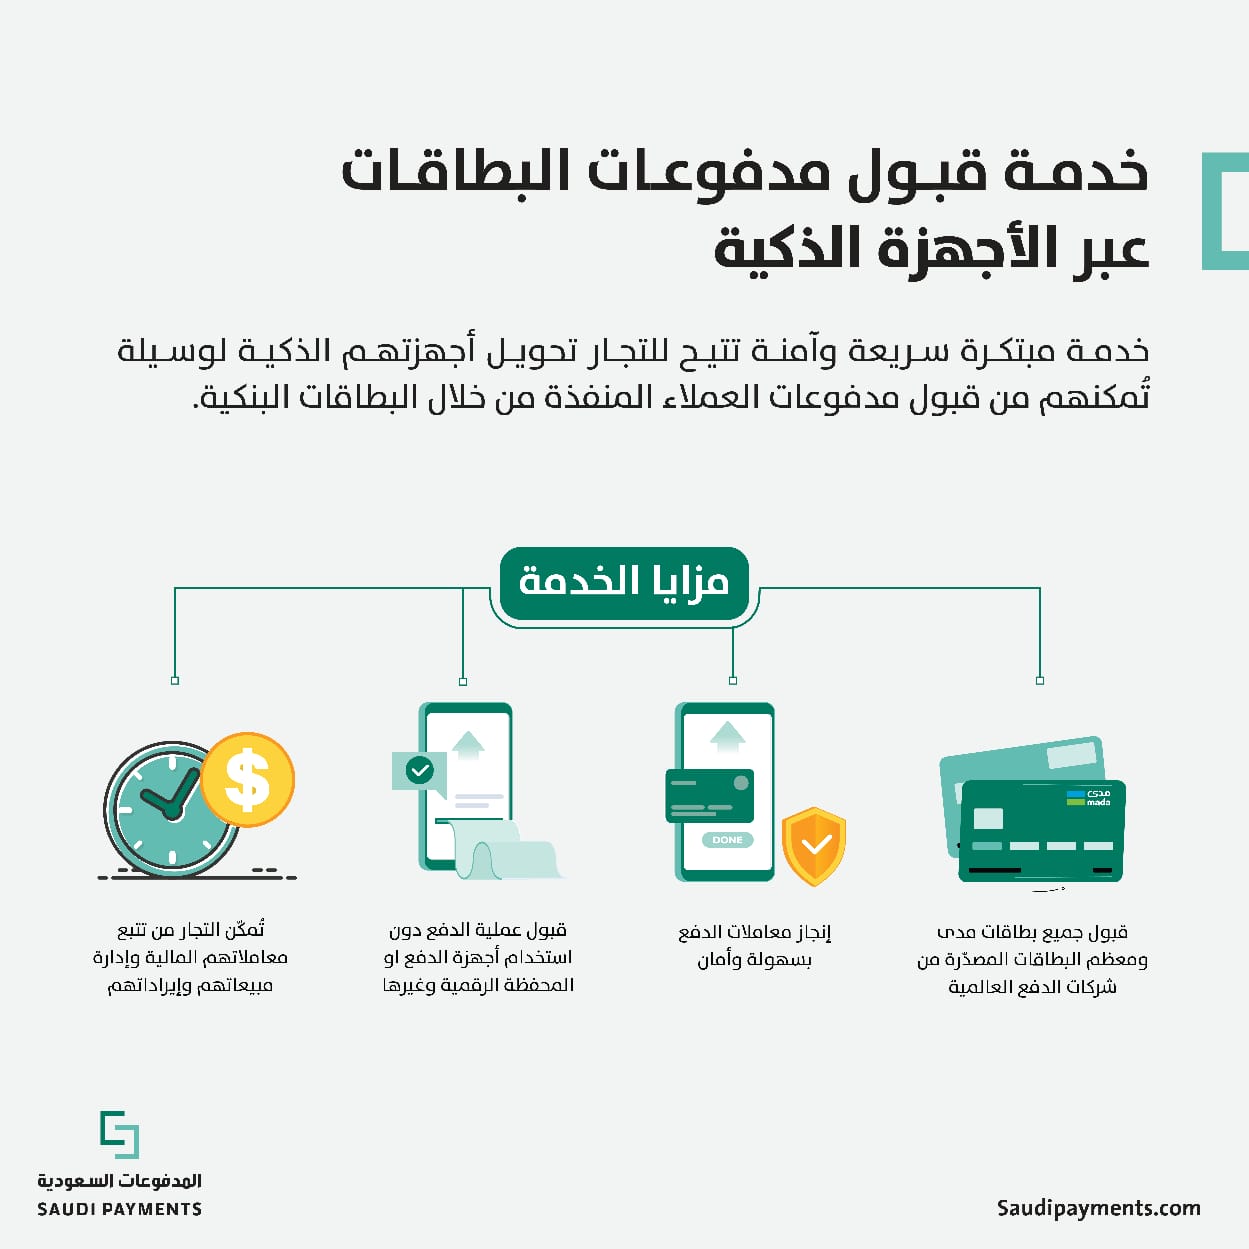 خدمة قبول مدفوعات البطاقات
عبر الأجهزة الذكية
خدمة مبتكرة سريعة وآمنة تتيح للتجار تحويل أجهزتهم الذكية لوسيلة
تُمكنهم من قبول مدفوعات العملاء المنفذة من خلال البطاقات البنكية.
مزايا الخدمة
مدى
mada
قبول جميع بطاقات مدى
ومعظم البطاقات المصدّرة من
شركات الدفع العالمية
DONE
إنجاز معاملات الدفع
بسهولة وأمان
قبول عملية الدفع دون
استخدام أجهزة الدفع او
المحفظة الرقمية وغيرها
$
تُمكّن التجار من تتبع
معاملاتهم المالية وإدارة
مبيعاتهم وإيراداتهم
المدفوعات السعودية
SAUDI PAYMENTS
Saudipayments.com